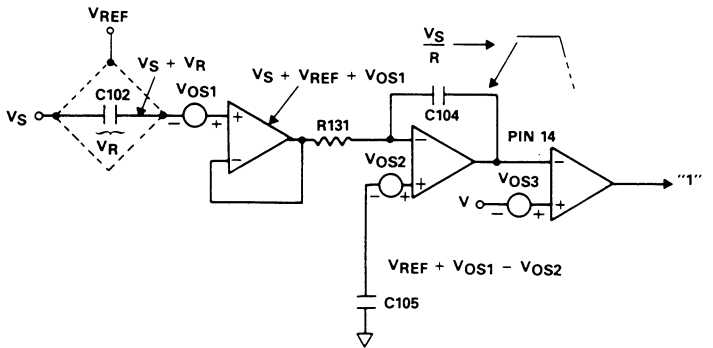 VREF
VS + VR
C102
VOS1
VS + VREF + VOS1
VS
R
C104
VS
VR
R131
VOS2
PIN 14
VOS3
V
"1"
VREF + VOS1 − VOS2
C105
− +
+
−
−
− +
−
− +